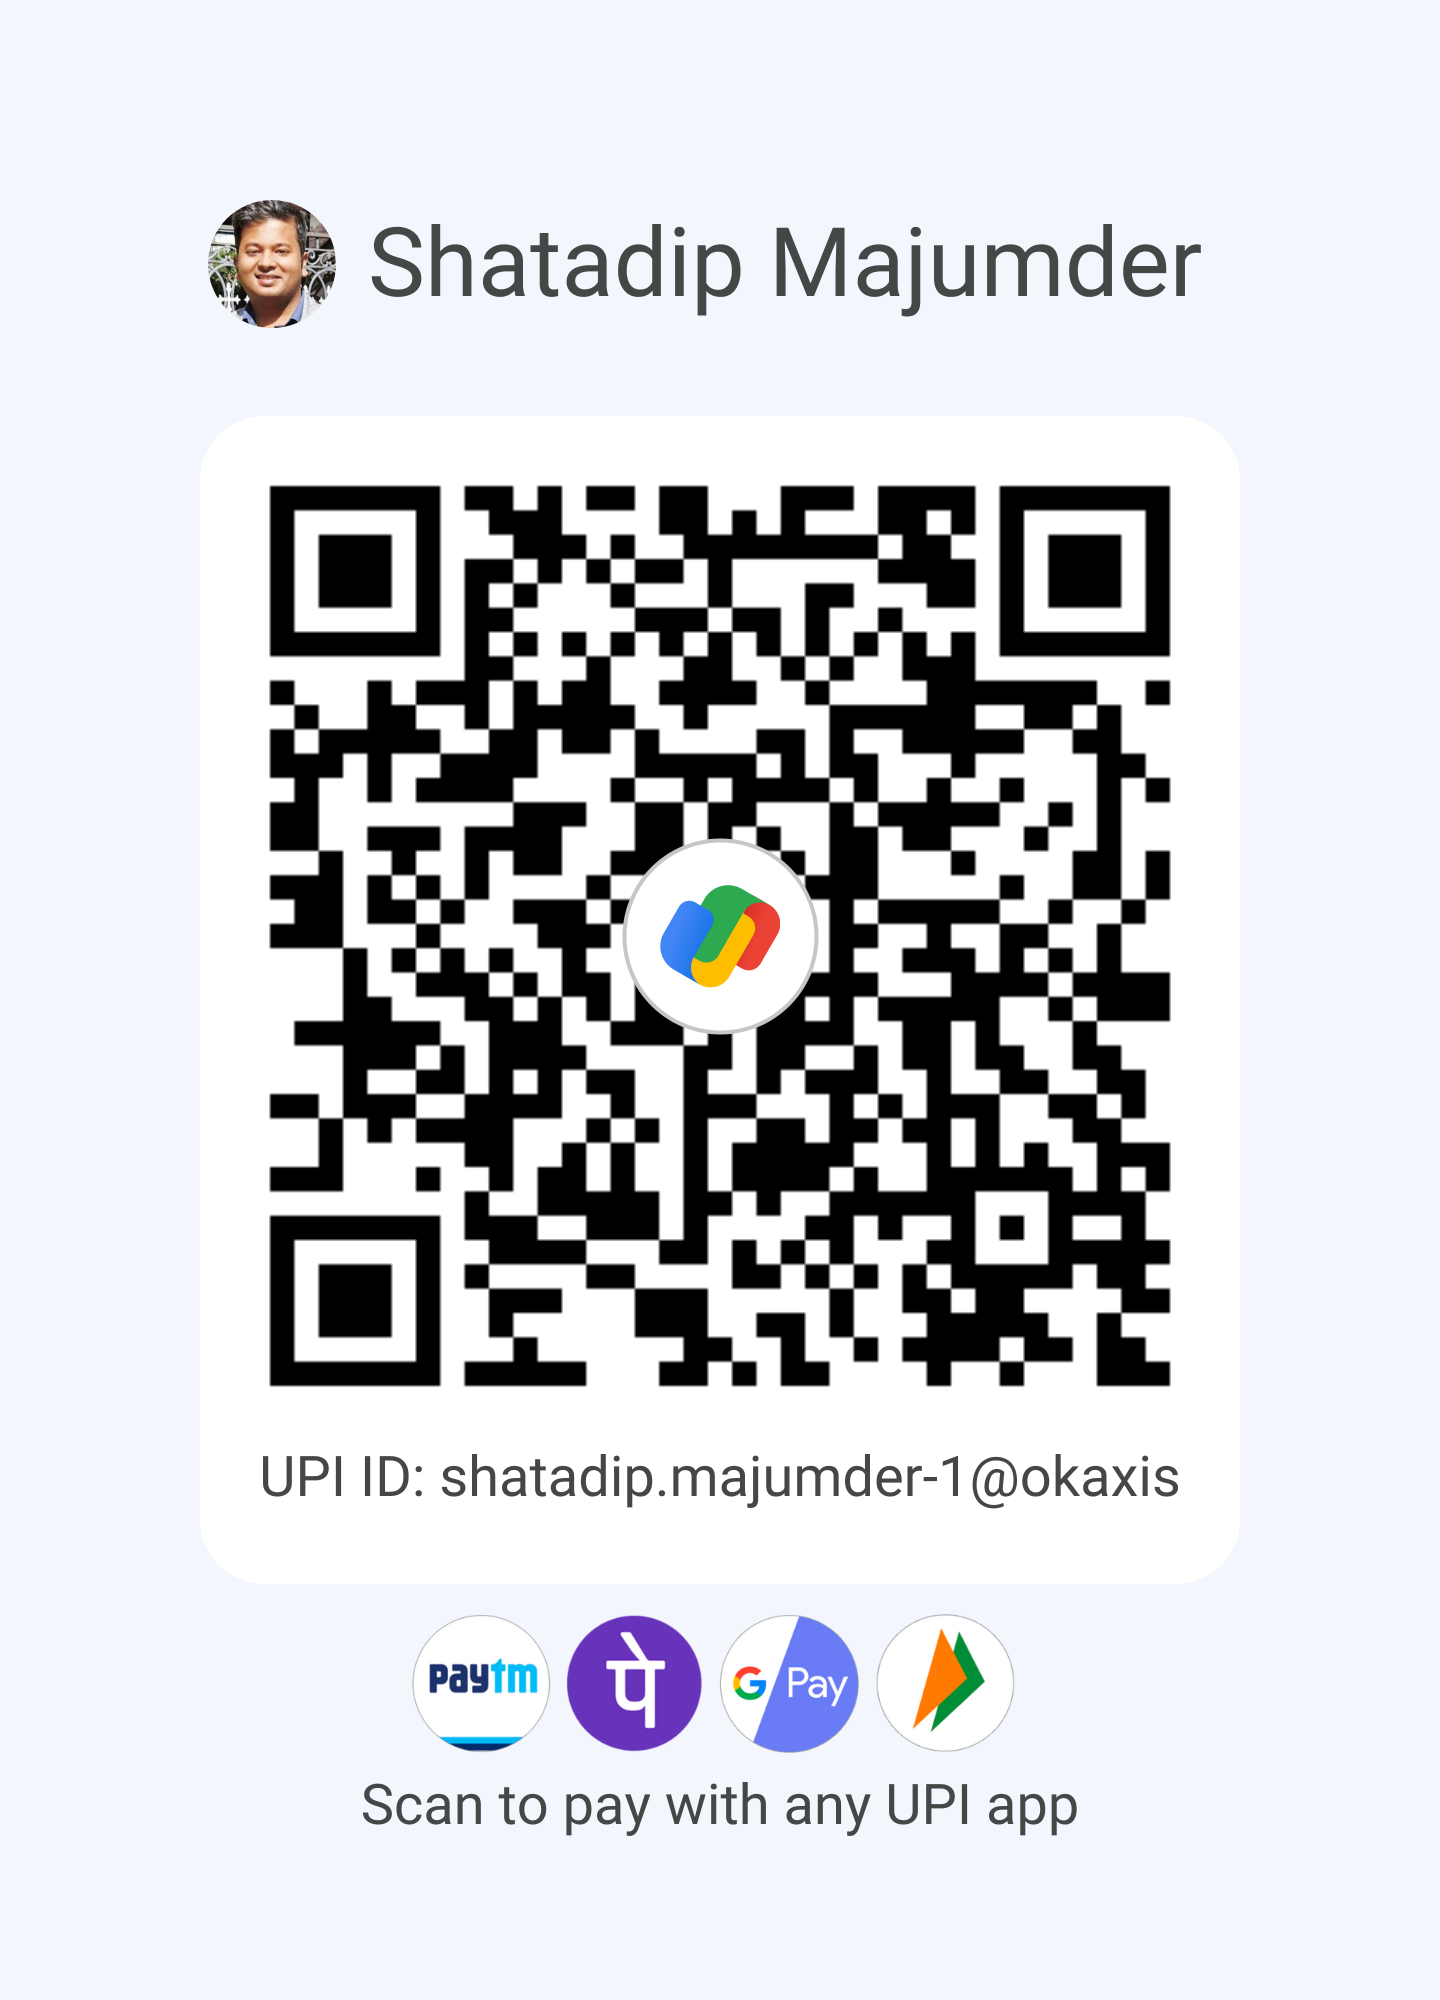 Shatadip Majumder
UPI ID: shatadip.majumder-1@okaxis
paytm पे G Pay
Scan to pay with any UPI app